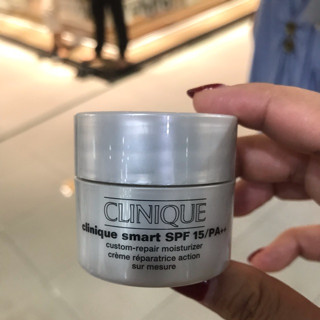 CLINIQUE
clinique smart SPF 15/PA++
custom-repair moisturizer
crème réparatrice action
sur mesure